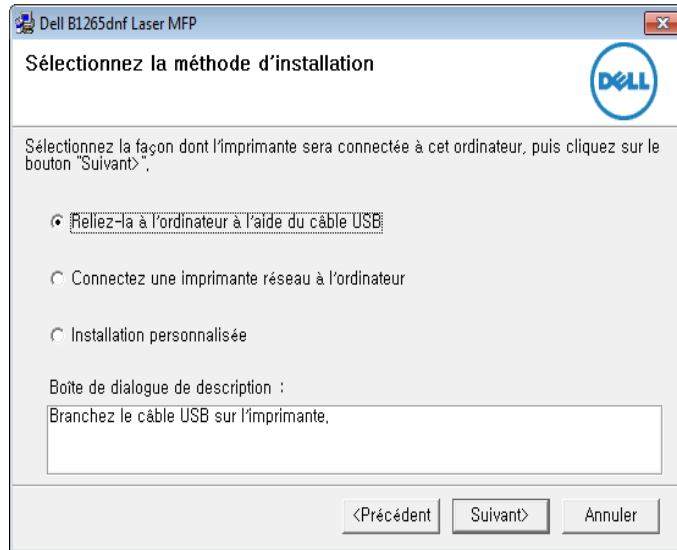 Dell B1265dnf Laser MFP
Sélectionnez la méthode d'installation
DELL
Sélectionnez la façon dont l'imprimante sera connectée à cet ordinateur, puis cliquez sur le
bouton "Suivant>".
Reliez-la à l'ordinateur à l'aide du câble USB
Connectez une imprimante réseau à l'ordinateur
Installation personnalisée
Boîte de dialogue de description :
Branchez le câble USB sur l'imprimante.
<Précédent Suivant> Annuler